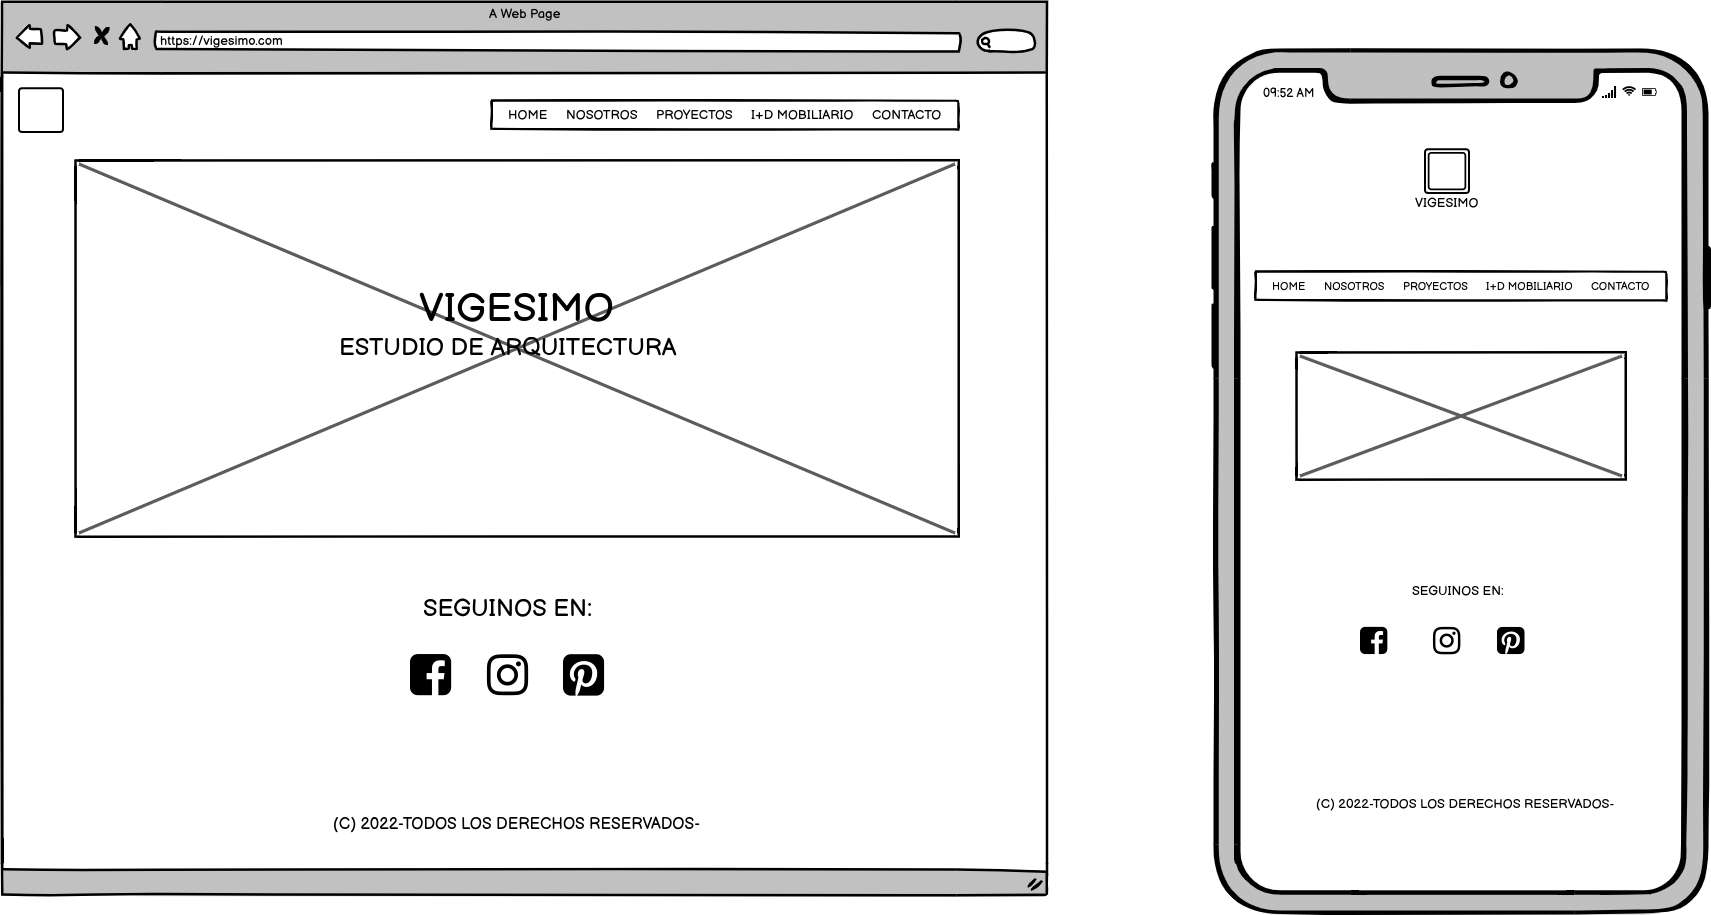 A Web Page
https://vigesimo.com
HOME NOSOTROS PROYECTOS I+D MOBILIARIO CONTACTO
VIGESIMO
ESTUDIO DE ARQUITECTURA
SEGUINOS EN:
(C) 2022-TODOS LOS DERECHOS RESERVADOS-
09:52 AM
VIGESIMO
HOME NOSOTROS PROYECTOS I+D MOBILIARIO CONTACTO
SEGUINOS EN:
(C) 2022-TODOS LOS DERECHOS RESERVADOS-